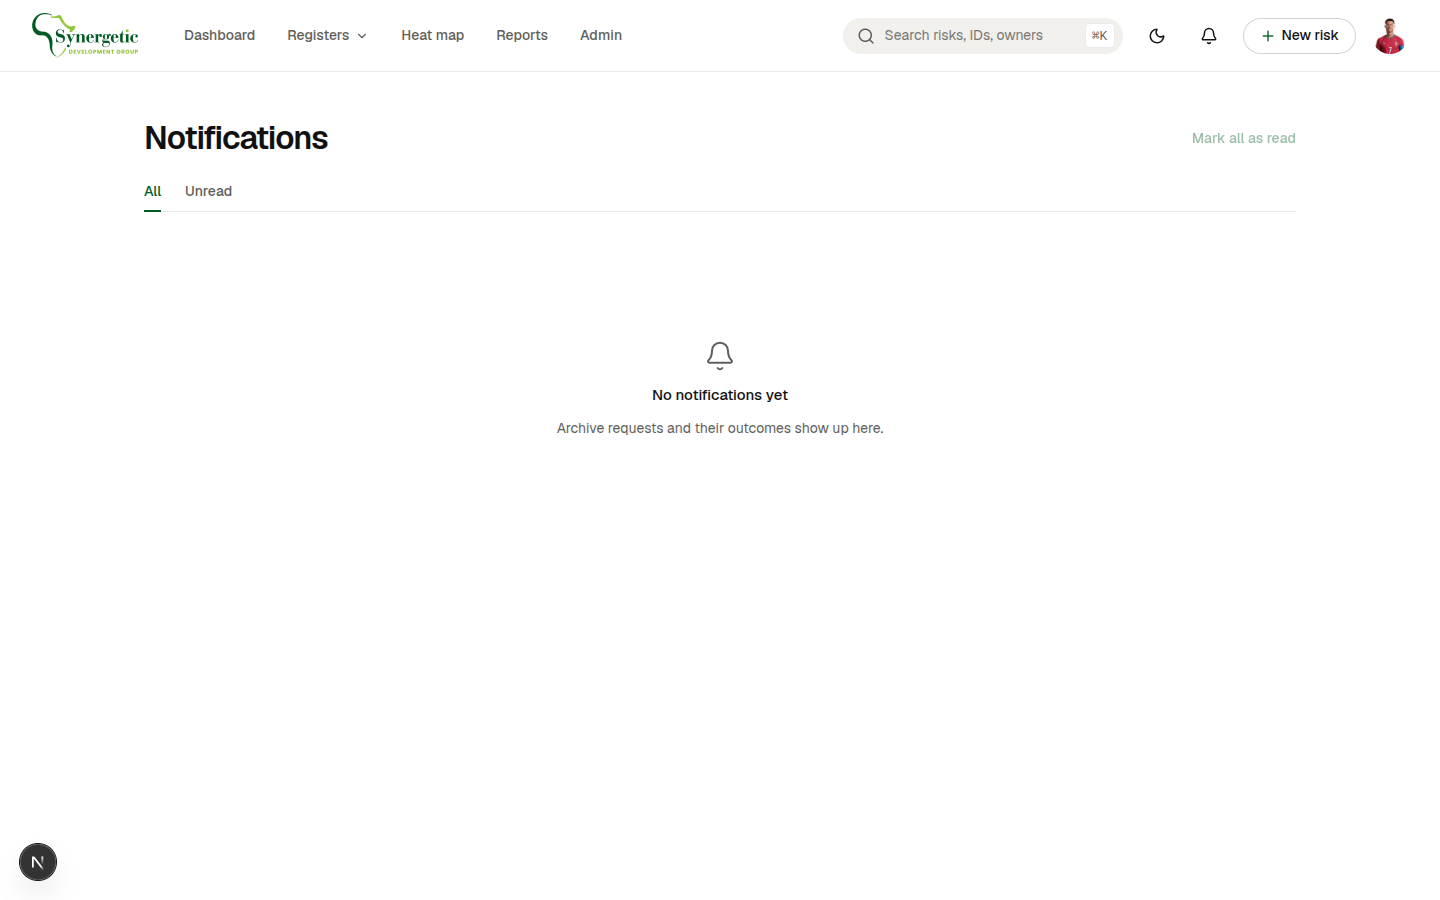 Synergetic
DEVELOPMENT GROUP
Dashboard
Registers
Heat map
Reports
Admin
Search risks, IDs, owners
⌘K
New risk
7
Notifications
Mark all as read
All
Unread
No notifications yet
Archive requests and their outcomes show up here.
N